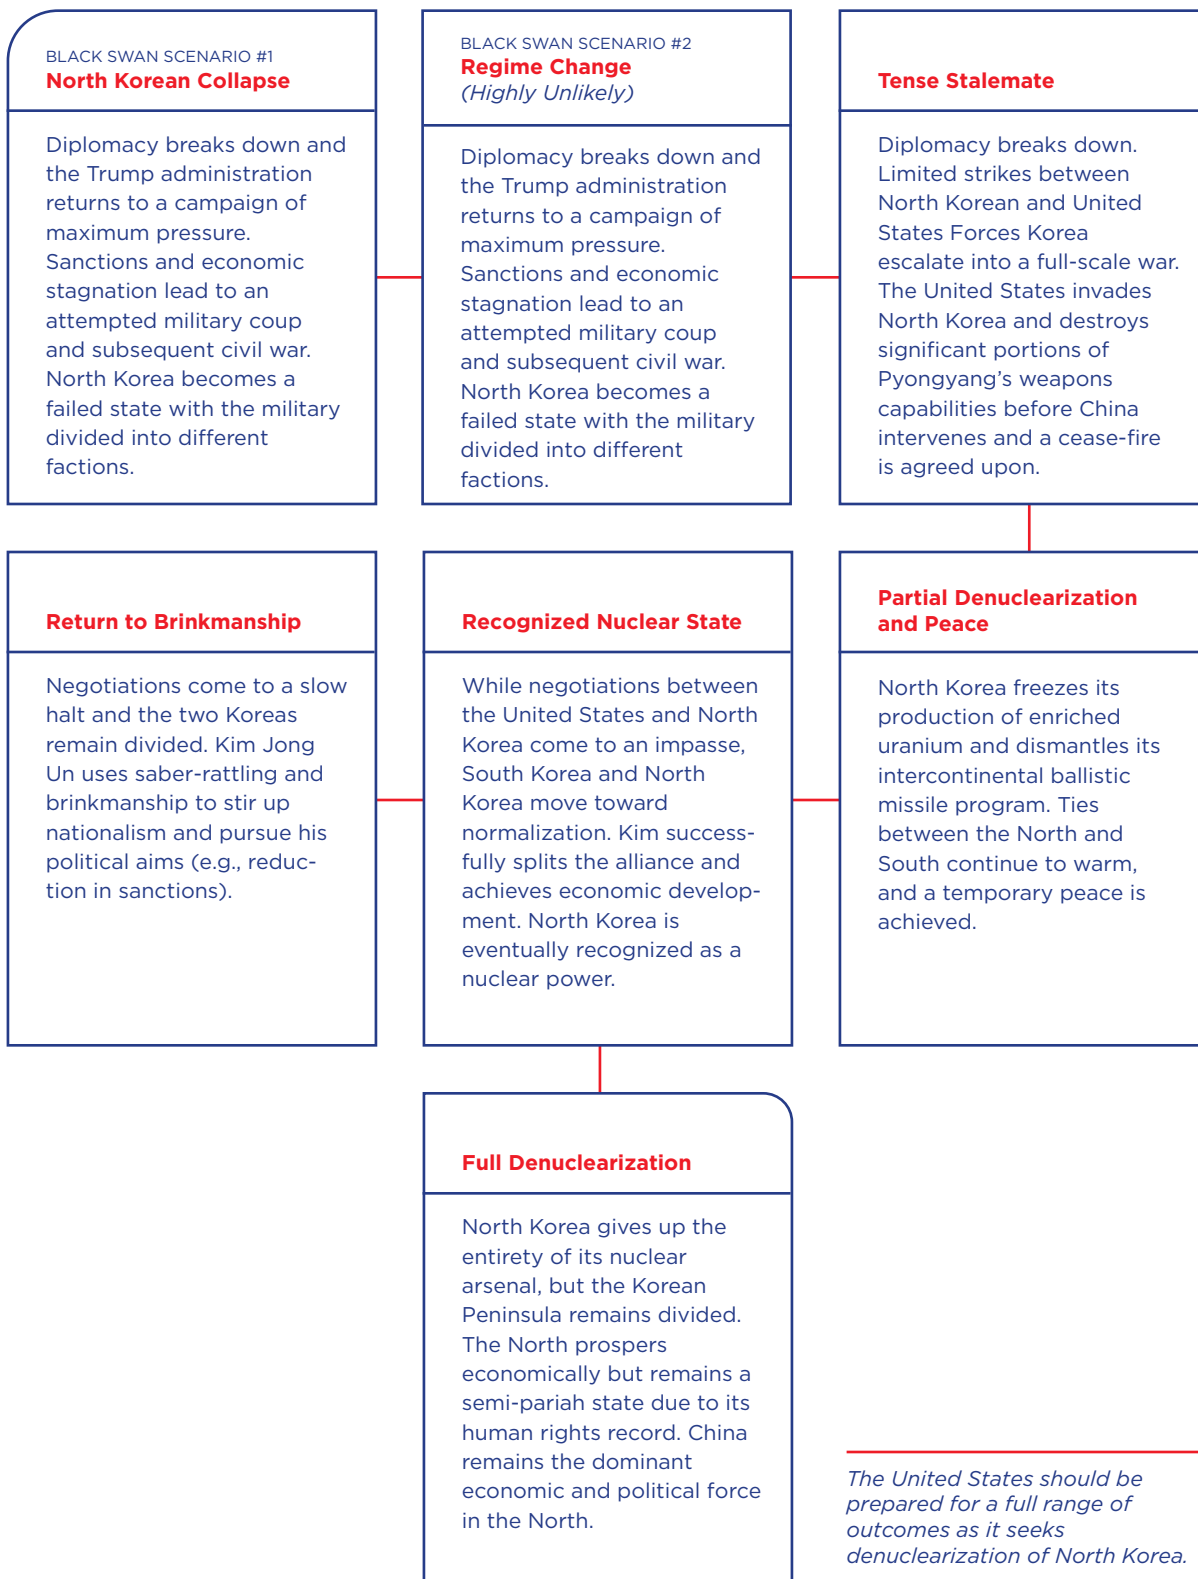 BLACK SWAN SCENARIO #1
North Korean Collapse
Diplomacy breaks down and
the Trump administration
returns to a campaign of
maximum pressure.
Sanctions and economic
stagnation lead to an
attempted military coup
and subsequent civil war.
North Korea becomes a
failed state with the military
divided into different
factions.
BLACK SWAN SCENARIO #2
Regime Change
(Highly Unlikely)
Diplomacy breaks down and
the Trump administration
returns to a campaign of
maximum pressure.
Sanctions and economic
stagnation lead to an
attempted military coup
and subsequent civil war.
North Korea becomes a
failed state with the military
divided into different
factions.
Tense Stalemate
Diplomacy breaks down.
Limited strikes between
North Korean and United
States Forces Korea
escalate into a full-scale war.
The United States invades
North Korea and destroys
significant portions of
Pyongyang's weapons
capabilities before China
intervenes and a cease-fire
is agreed upon.
Return to Brinkmanship
Negotiations come to a slow
halt and the two Koreas
remain divided. Kim Jong
Un uses saber-rattling and
brinkmanship to stir up
nationalism and pursue his
political aims (e.g., reduc-
tion in sanctions).
Recognized Nuclear State
While negotiations between
the United States and North
Korea come to an impasse,
South Korea and North
Korea move toward
normalization. Kim success-
fully splits the alliance and
achieves economic develop-
ment. North Korea is
eventually recognized as a
nuclear power.
Partial Denuclearization
and Peace
North Korea freezes its
production of enriched
uranium and dismantles its
intercontinental ballistic
missile program. Ties
between the North and
South continue to warm,
and a temporary peace is
achieved.
Full Denuclearization
North Korea gives up the
entirety of its nuclear
arsenal, but the Korean
Peninsula remains divided.
The North prospers
economically but remains a
semi-pariah state due to its
human rights record. China
remains the dominant
economic and political force
in the North.
The United States should be
prepared for a full range of
outcomes as it seeks
denuclearization of North Korea.